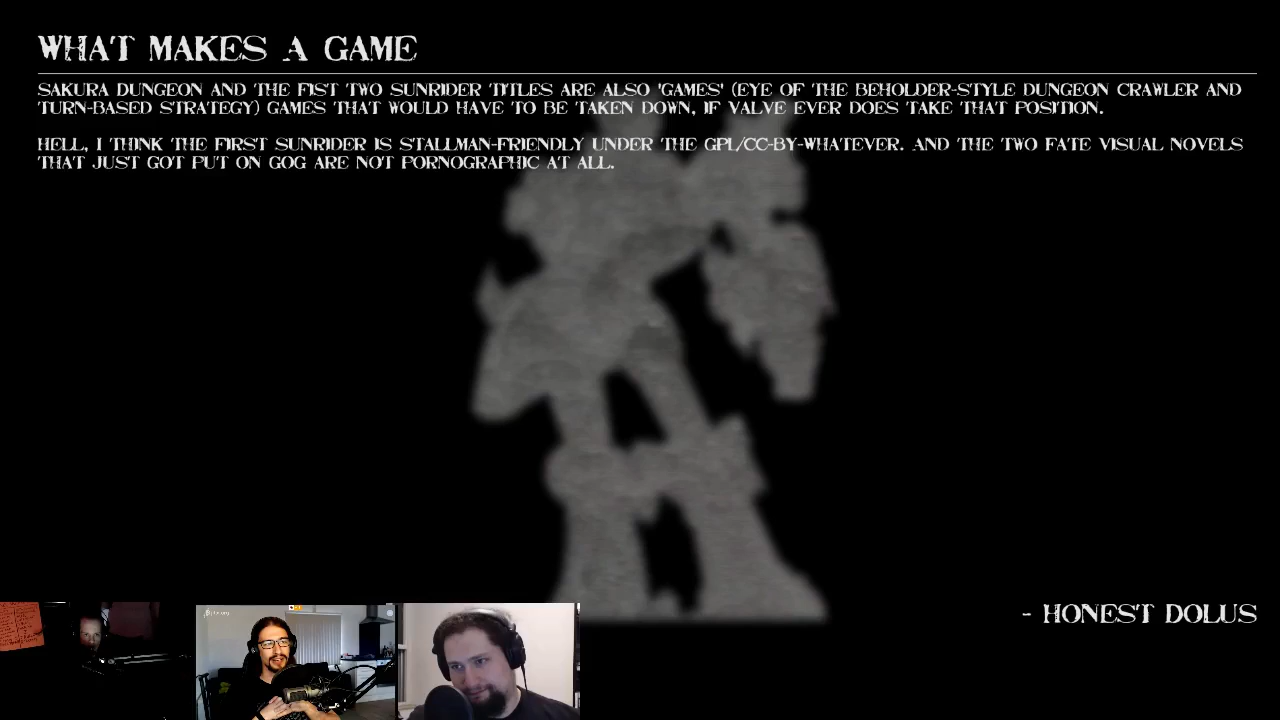 WHAT MAKES A GAME
SAKURA DUNGEON AND THE FIST TWO SUNRIDER TITLES ARE ALSO 'GAMES' (EYE OF THE BEHOLDER-STYLE DUNGEON CRAWLER AND
TURN-BASED STRATEGY) GAMES THAT WOULD HAVE TO BE TAKEN DOWN, IF VALVE EVER DOES TAKE THAT POSITION.
HELL, I THINK THE FIRST SUNRIDER IS STALLMAN-FRIENDLY UNDER THE GPL/CC-BY-WHATEVER. AND THE TWO FATE VISUAL NOVELS
THAT JUST GOT PUT ON GOG ARE NOT PORNOGRAPHIC AT ALL.
- HONEST DOLUS